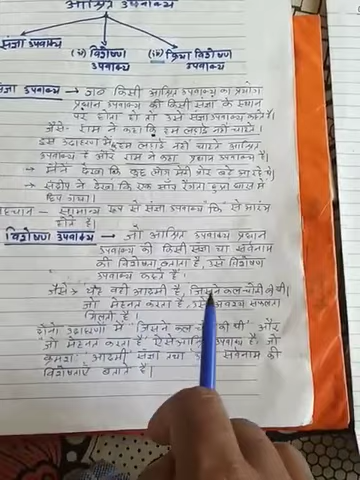 आश्रित उपवाक्य
संज्ञा उपवाक्य (ii) विशेषण उपवाक्य (iii) क्रिया विशेषण उपवाक्य
संज्ञा उपवाक्य → जब किसी आश्रित उपवाक्य का प्रयोग
प्रधान उपवाक्य की किसी संज्ञा के स्थान
पर होता है तो उसे संज्ञा उपवाक्य कहते हैं।
जैसे- राम ने कहा कि हम लड़ाई नहीं चाहते।
इस उदाहरण में हम लड़ाई नहीं चाहते आश्रित
उपवाक्य है और राम ने कहा प्रधान उपवाक्य है।
→ मैंने देखा कि कुछ लोग मेरी ओर बढ़े आ रहे हैं।
→ संदीप ने देखा कि एक साँप रेंगता हुआ घास में
छिप गया।
पहचान - सामान्य रूप से संज्ञा उपवाक्य कि से प्रारंभ
होते हैं।
विशेषण उपवाक्य → जो आश्रित उपवाक्य प्रधान
उपवाक्य की किसी संज्ञा या सर्वनाम
की विशेषता बताता है, उसे विशेषण
उपवाक्य कहते हैं।
जैसे → यह वही आदमी है, जिसने कल चोरी की थी।
जो मेहनत करता है, उसे अवश्य सफलता
मिलती है।
दोनों उदाहरणों में जिसने कल चोरी की थी और
जो मेहनत करता है ऐसे आश्रित उपवाक्य हैं जो
क्रमशः आदमी संज्ञा तथा सर्वनाम की
विशेषताएँ बताते हैं।